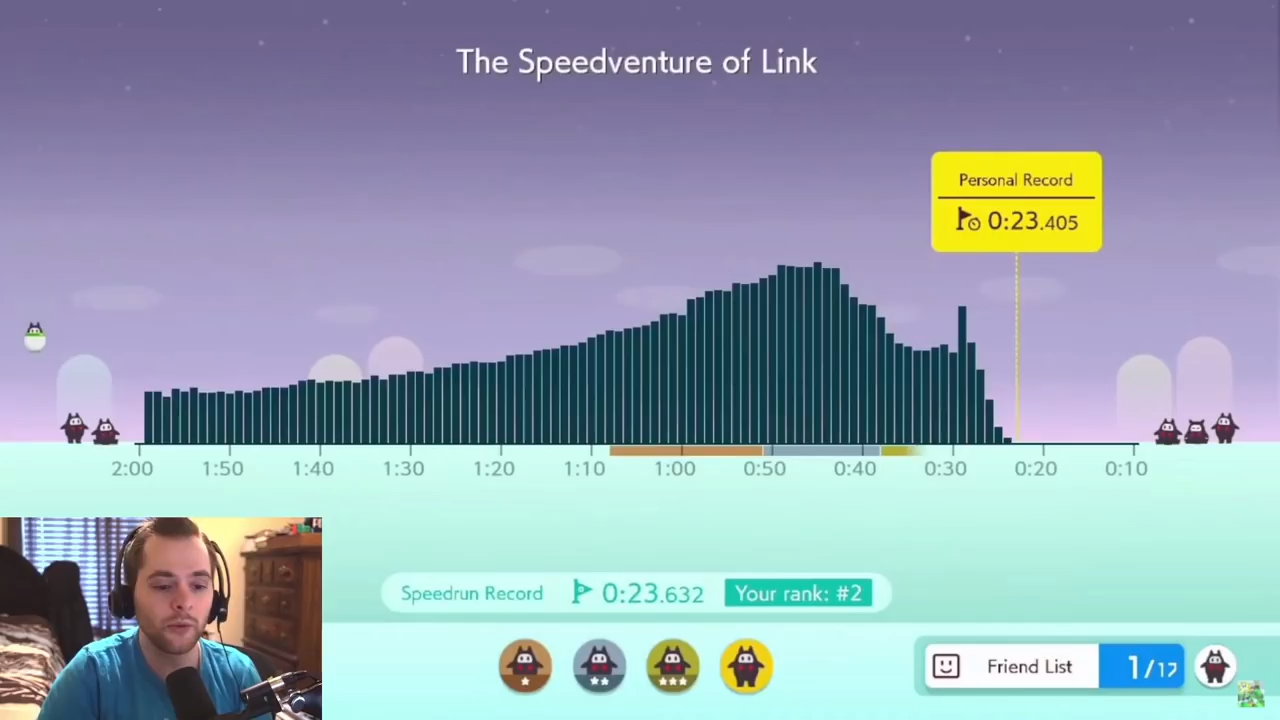 The Speedventure of Link
Personal Record
0:23.405
2:00 1:50 1:40 1:30 1:20 1:10 1:00 0:50 0:40 0:30 0:20 0:10
Speedrun Record 0:23.632 Your rank: #2
Friend List 1/17